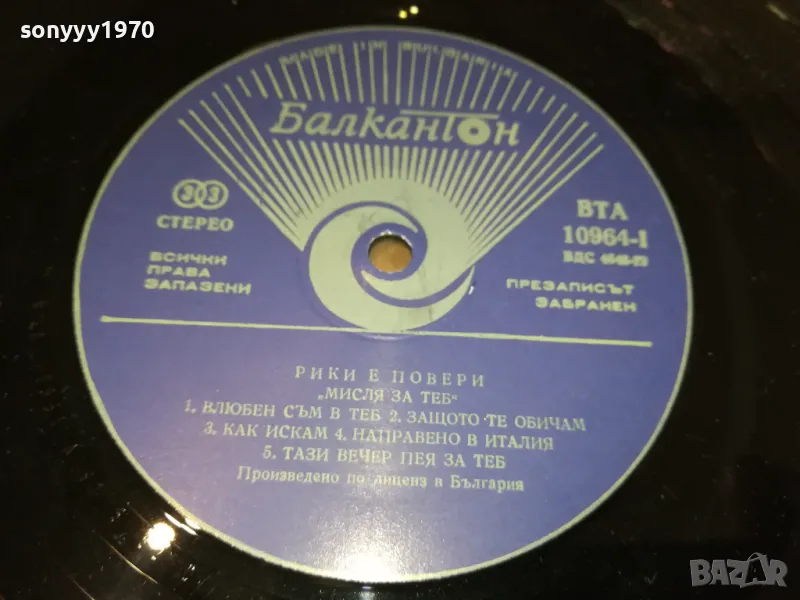 sonyyy1970
Балкантон
33
СТЕРЕО
ВСИЧКИ
ПРАВА
ЗАПАЗЕНИ
ВТА
10964-I
ВДС
ПРЕЗАПИСЪТ
ЗАБРАНЕН
РИКИ Е ПОВЕРИ
„МИСЛЯ ЗА ТЕБ“
1. ВЛЮБЕН СЪМ В ТЕБ 2. ЗАЩОТО ТЕ ОБИЧАМ
3. КАК ИСКАМ 4. НАПРАВЕНО В ИТАЛИЯ
5. ТАЗИ ВЕЧЕР ПЕЯ ЗА ТЕБ
Произведено по лиценз в България
BAZAR